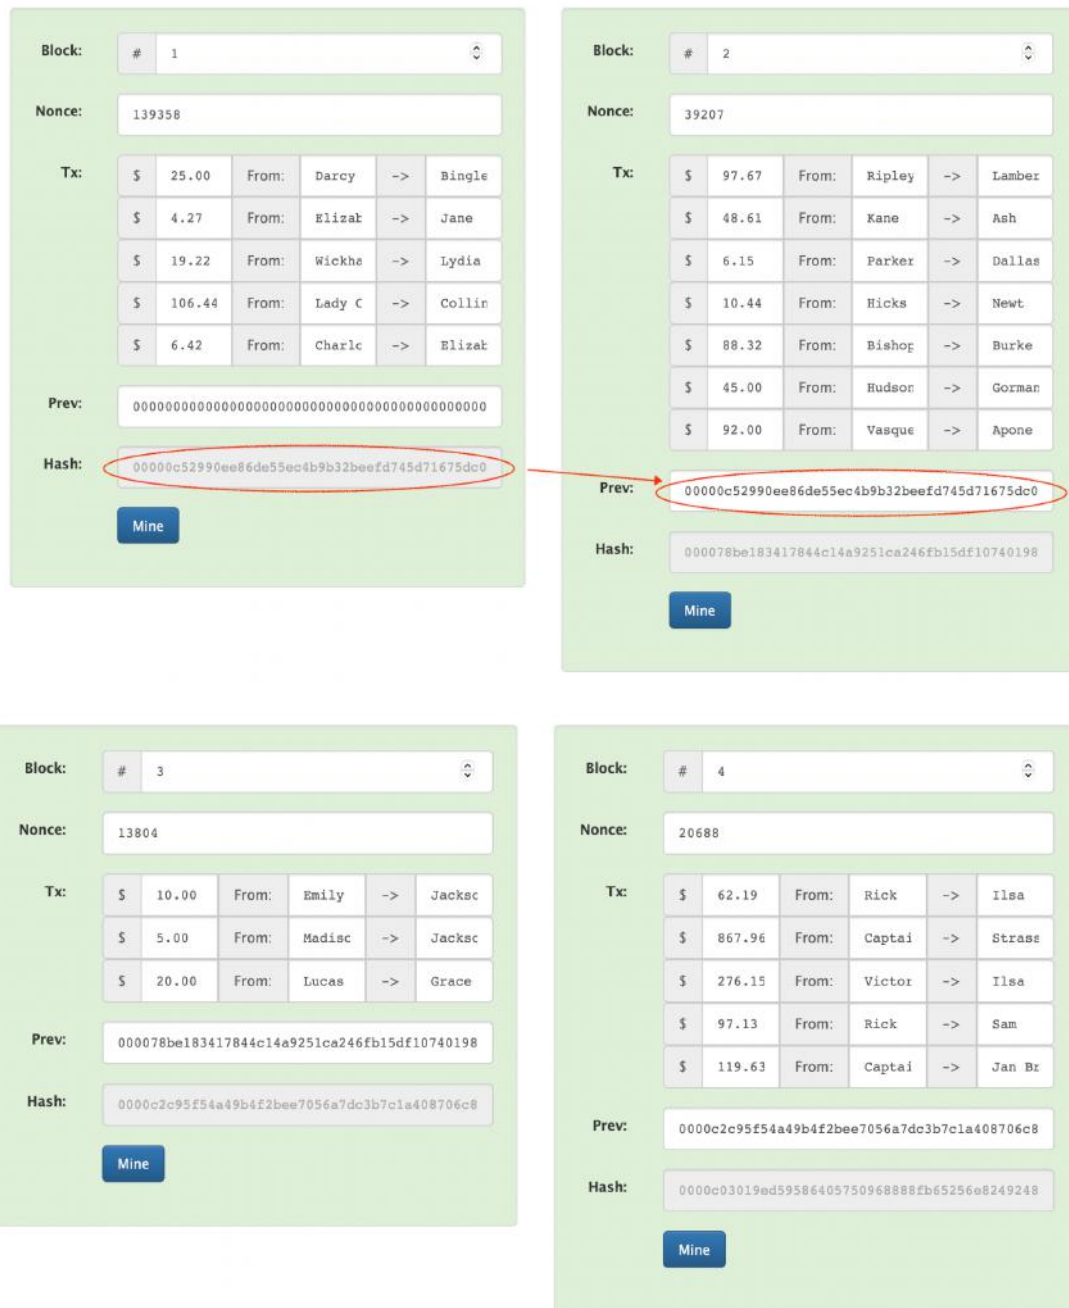 Block: # 1
Nonce: 139358
Tx: $ 25.00 From: Darcy -> Bingle
$ 4.27 From: Elizab -> Jane
$ 19.22 From: Wickha -> Lydia
$ 106.44 From: Lady C -> Collin
$ 6.42 From: Charlo -> Elizab
Prev: 00000000000000000000000000000000000000000000
Hash: 00000c52990ee86de55ec4b9b32beefd745d71675dc0
Mine
Block: # 2
Nonce: 39207
Tx: $ 97.67 From: Ripley -> Lamber
$ 48.61 From: Kane -> Ash
$ 6.15 From: Parker -> Dallas
$ 10.44 From: Hicks -> Newt
$ 88.32 From: Bishop -> Burke
$ 45.00 From: Hudson -> Gorman
$ 92.00 From: Vasque -> Apone
Prev: 00000c52990ee86de55ec4b9b32beefd745d71675dc0
Hash: 000078be183417844c14a9251ca246fb15df10740198
Mine
Block: # 3
Nonce: 13804
Tx: $ 10.00 From: Emily -> Jackso
$ 5.00 From: Madiso -> Jackso
$ 20.00 From: Lucas -> Grace
Prev: 000078be183417844c14a9251ca246fb15df10740198
Hash: 0000c2c95f54a49b4f2bee7056a7dc3b7c1a408706c8
Mine
Block: # 4
Nonce: 20688
Tx: $ 62.19 From: Rick -> Ilsa
$ 867.96 From: Captai -> Strass
$ 276.15 From: Victor -> Ilsa
$ 97.13 From: Rick -> Sam
$ 119.63 From: Captai -> Jan Br
Prev: 0000c2c95f54a49b4f2bee7056a7dc3b7c1a408706c8
Hash: 0000c03019ed59586405750968888fb65256e8249248
Mine